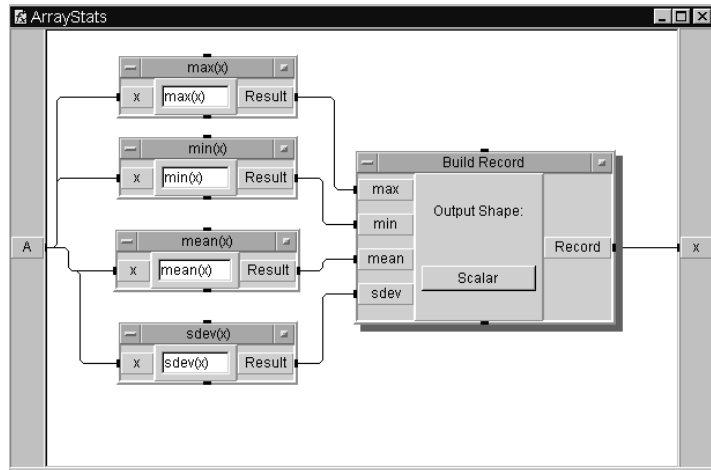 ArrayStats
max(x)
x max(x) Result
min(x)
x min(x) Result
mean(x)
x mean(x) Result
sdev(x)
x sdev(x) Result
A
Build Record
max
min
mean
sdev
Output Shape:
Scalar
Record
x